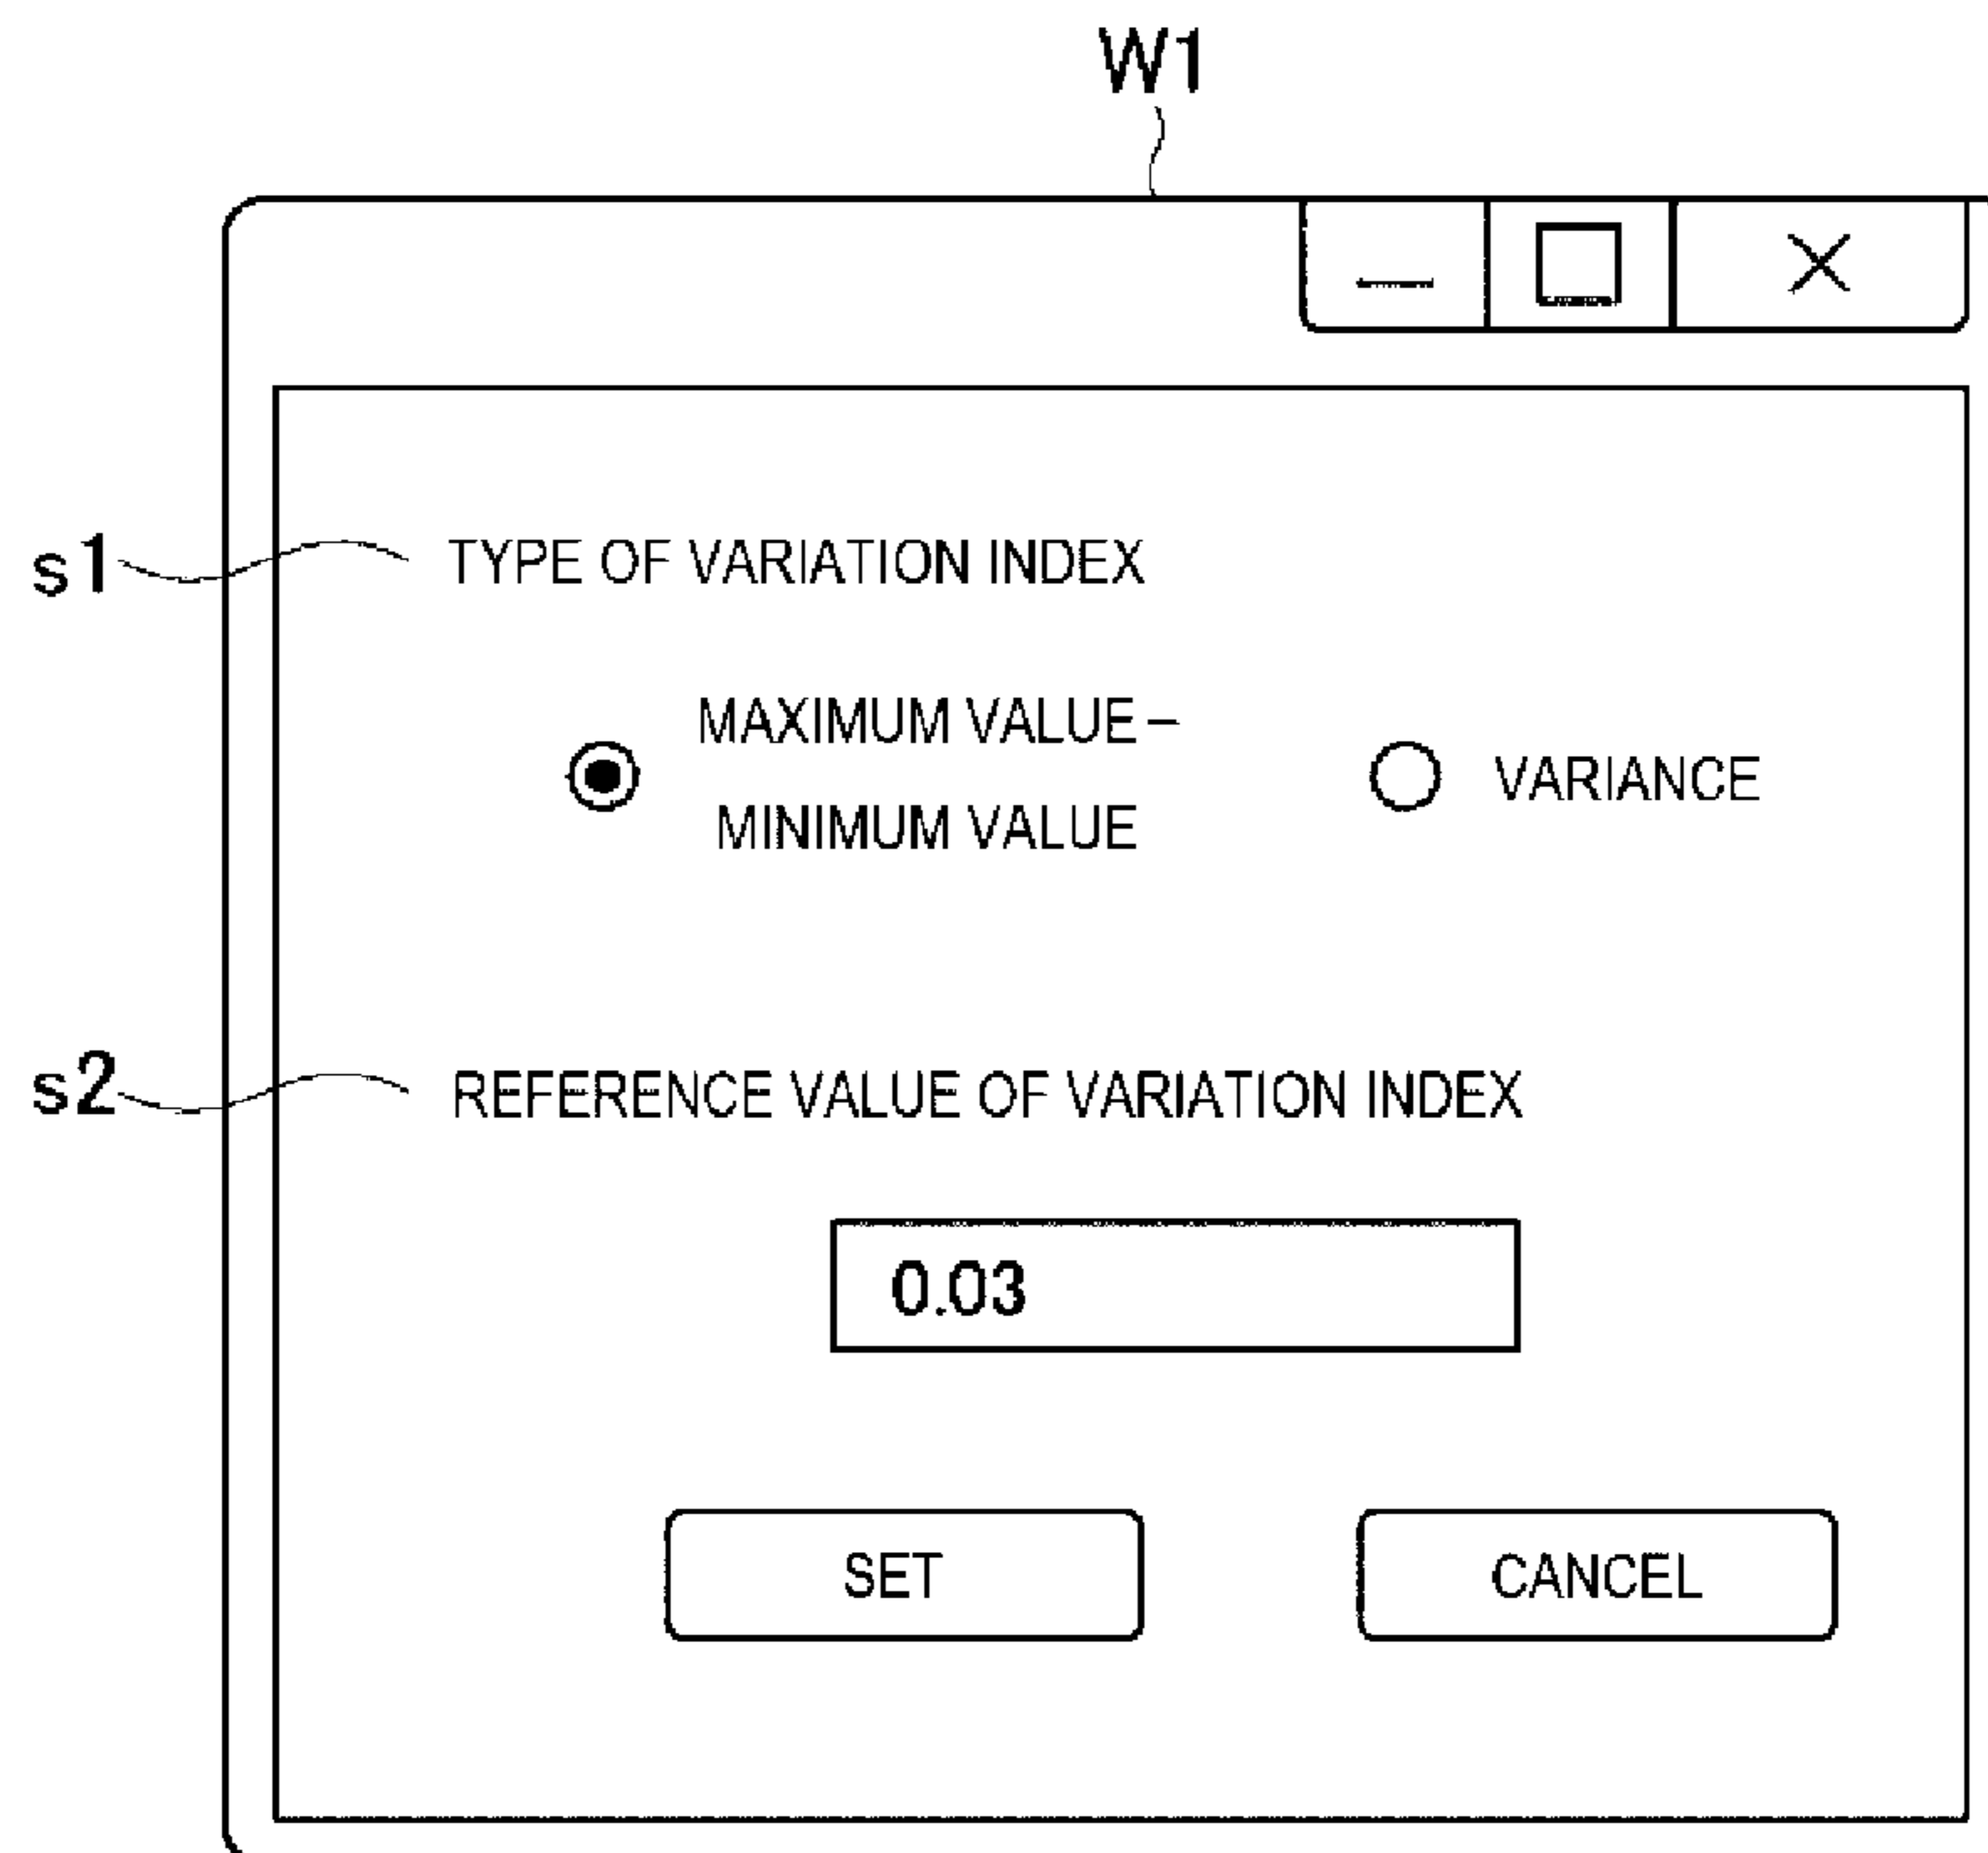 W1
s1 TYPE OF VARIATION INDEX
MAXIMUM VALUE–
MINIMUM VALUE
VARIANCE
s2 REFERENCE VALUE OF VARIATION INDEX
0.03
SET CANCEL